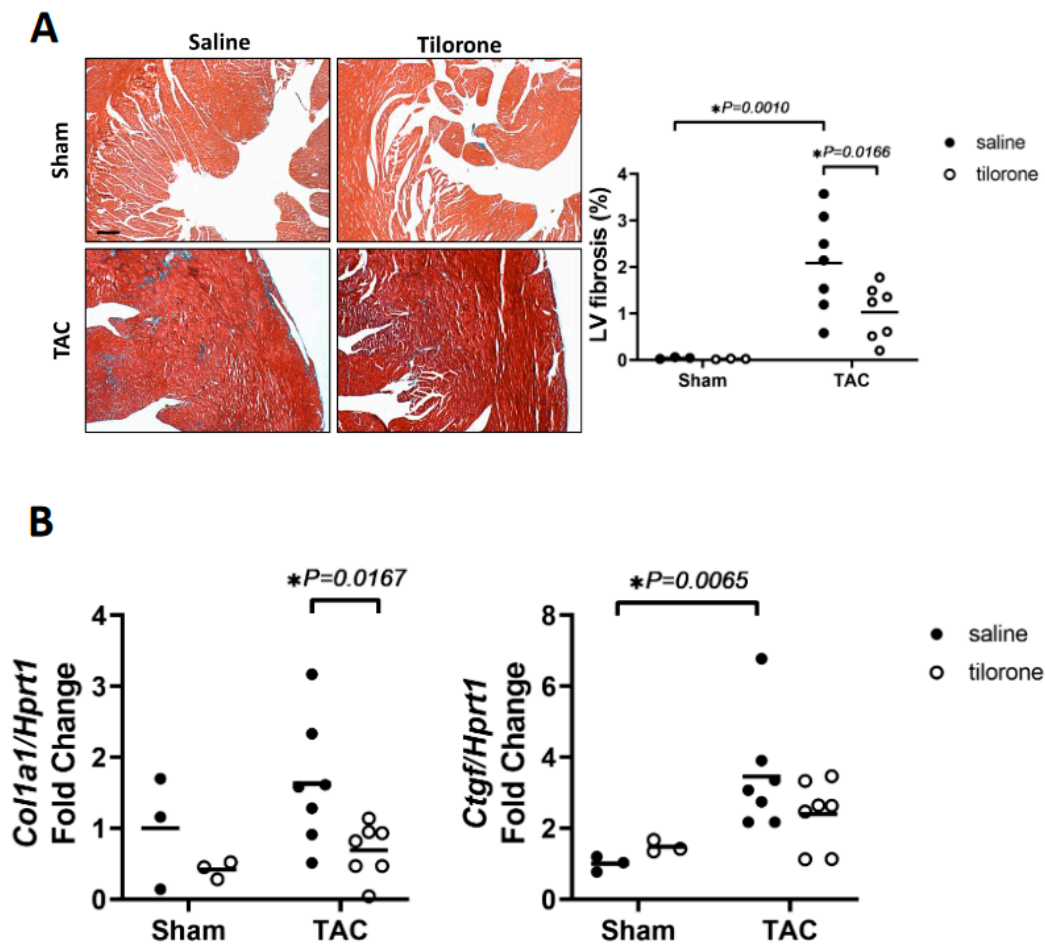 A
Saline
Tilorone
Sham
TAC
∗P=0.0010
∗P=0.0166
saline
tilorone
LV fibrosis (%)
4
3
2
1
0
Sham
TAC
B
∗P=0.0167
Col1a1/Hprt1
Fold Change
4
3
2
1
0
Sham
TAC
∗P=0.0065
Ctgf/Hprt1
Fold Change
8
6
4
2
0
Sham
TAC
saline
tilorone